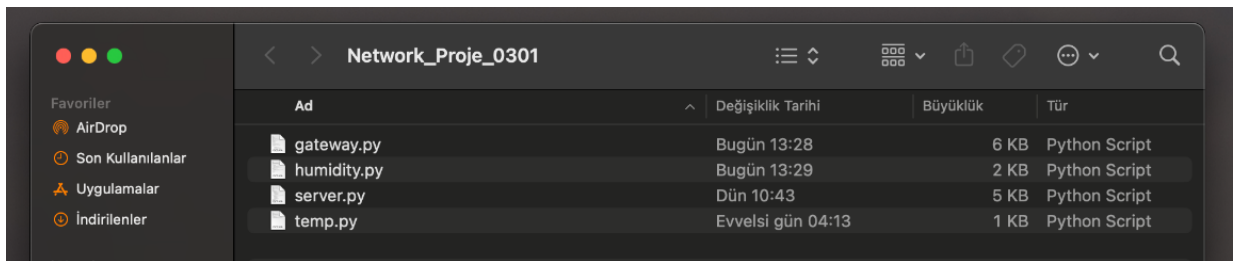 Network_Proje_0301
Favoriler
AirDrop
Son Kullanılanlar
Uygulamalar
İndirilenler
Ad Değişiklik Tarihi Büyüklük Tür
gateway.py Bugün 13:28 6 KB Python Script
humidity.py Bugün 13:29 2 KB Python Script
server.py Dün 10:43 5 KB Python Script
temp.py Evvelsi gün 04:13 1 KB Python Script